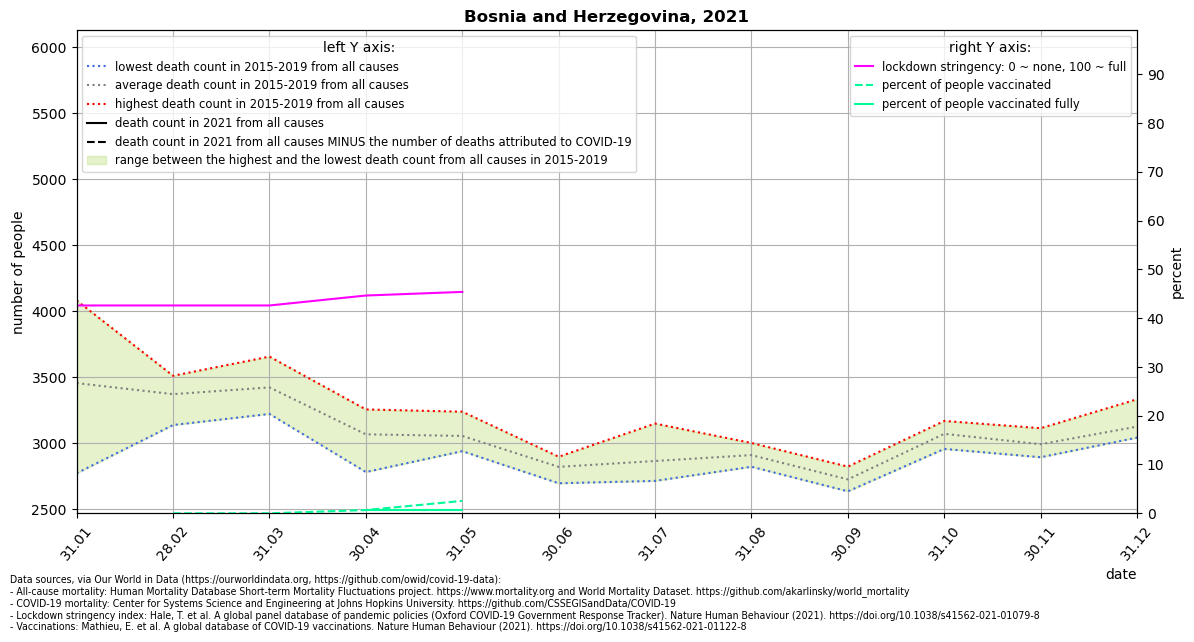 Bosnia and Herzegovina, 2021
left Y axis:
lowest death count in 2015-2019 from all causes
average death count in 2015-2019 from all causes
highest death count in 2015-2019 from all causes
death count in 2021 from all causes
death count in 2021 from all causes MINUS the number of deaths attributed to COVID-19
range between the highest and the lowest death count from all causes in 2015-2019
right Y axis:
lockdown stringency: 0 ~ none, 100 ~ full
percent of people vaccinated
percent of people vaccinated fully
number of people
6000
5500
5000
4500
4000
3500
3000
2500
percent
90
80
70
60
50
40
30
20
10
0
31.01
28.02
31.03
30.04
31.05
30.06
31.07
31.08
30.09
31.10
30.11
31.12
date
Data sources, via Our World in Data (https://ourworldindata.org, https://github.com/owid/covid-19-data):
- All-cause mortality: Human Mortality Database Short-term Mortality Fluctuations project. https://www.mortality.org and World Mortality Dataset. https://github.com/akarlinsky/world_mortality
- COVID-19 mortality: Center for Systems Science and Engineering at Johns Hopkins University. https://github.com/CSSEGISandData/COVID-19
- Lockdown stringency index: Hale, T. et al. A global panel database of pandemic policies (Oxford COVID-19 Government Response Tracker). Nature Human Behaviour (2021). https://doi.org/10.1038/s41562-021-01079-8
- Vaccinations: Mathieu, E. et al. A global database of COVID-19 vaccinations. Nature Human Behaviour (2021). https://doi.org/10.1038/s41562-021-01122-8